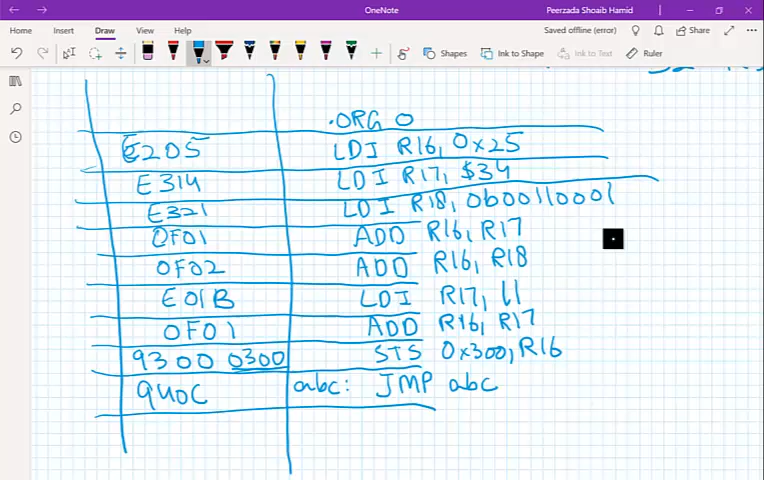 OneNote
Peerzada Shoaib Hamid
Home Insert Draw View Help Saved offline (error) Share
Shapes Ink to Shape Ink to Text Ruler
.ORG 0
E205 LDI R16, 0x25
E314 LDI R17, $34
E321 LDI R18, 0b00110001
0F01 ADD R16, R17
0F02 ADD R16, R18
E01B LDI R17, 11
0F01 ADD R16, R17
9300 0300 STS 0x300, R16
940C abc: JMP abc